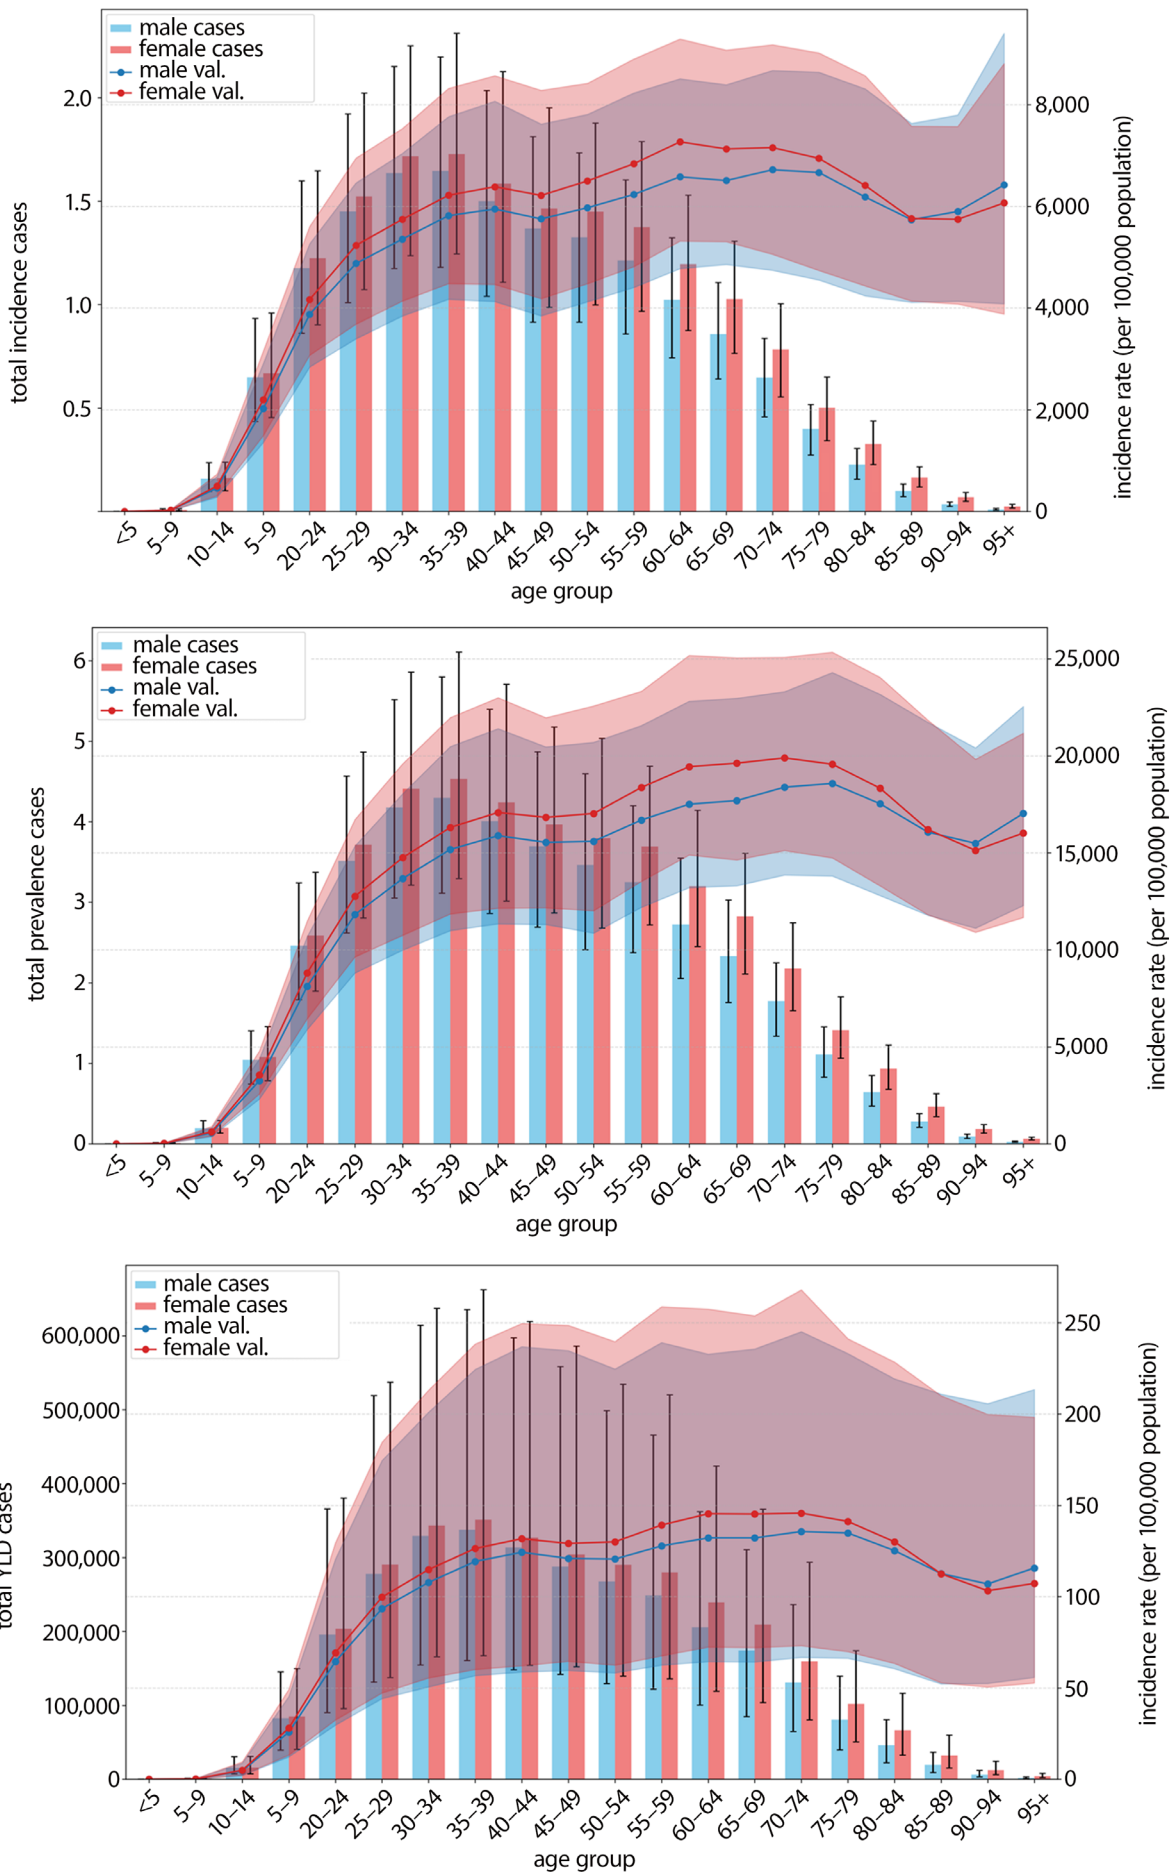 male cases
female cases
male val.
female val.
total incidence cases
2.0
1.5
1.0
0.5
8,000
6,000
4,000
2,000
0
incidence rate (per 100,000 population)
<5 5–9 10–14 5–9 20–24 25–29 30–34 35–39 40–44 45–49 50–54 55–59 60–64 65–69 70–74 75–79 80–84 85–89 90–94 95+
age group
male cases
female cases
male val.
female val.
total prevalence cases
6
5
4
3
2
1
0
25,000
20,000
15,000
10,000
5,000
0
incidence rate (per 100,000 population)
<5 5–9 10–14 5–9 20–24 25–29 30–34 35–39 40–44 45–49 50–54 55–59 60–64 65–69 70–74 75–79 80–84 85–89 90–94 95+
age group
male cases
female cases
male val.
female val.
total YLD cases
600,000
500,000
400,000
300,000
200,000
100,000
0
250
200
150
100
50
0
incidence rate (per 100,000 population)
<5 5–9 10–14 5–9 20–24 25–29 30–34 35–39 40–44 45–49 50–54 55–59 60–64 65–69 70–74 75–79 80–84 85–89 90–94 95+
age group